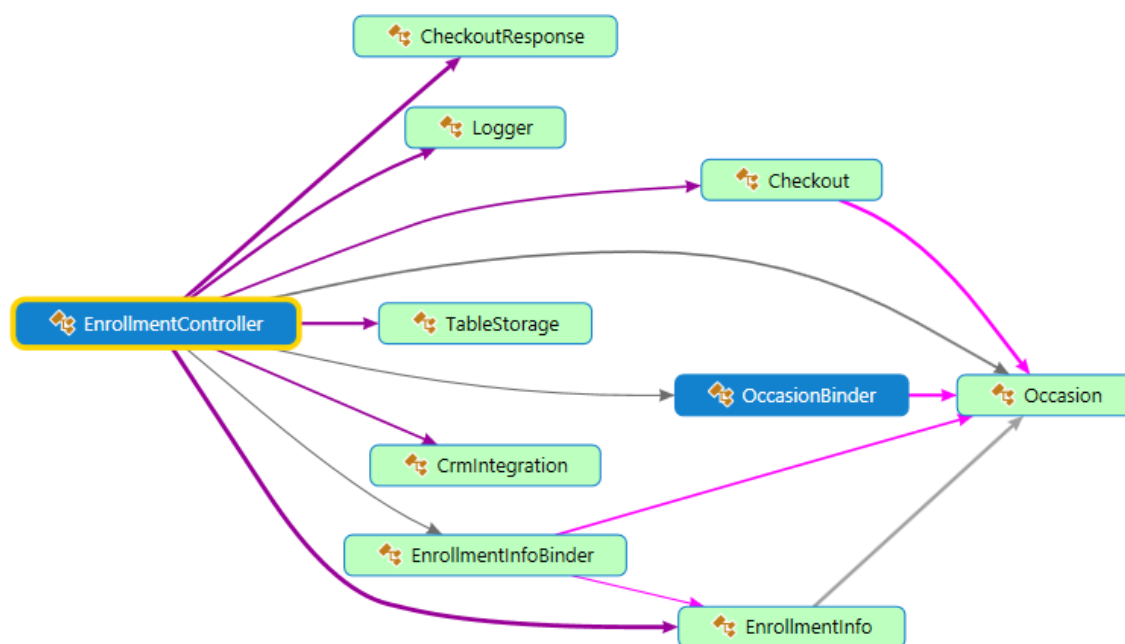 CheckoutResponse
Logger
Checkout
EnrollmentController
TableStorage
OccasionBinder
Occasion
CrmIntegration
EnrollmentInfoBinder
EnrollmentInfo